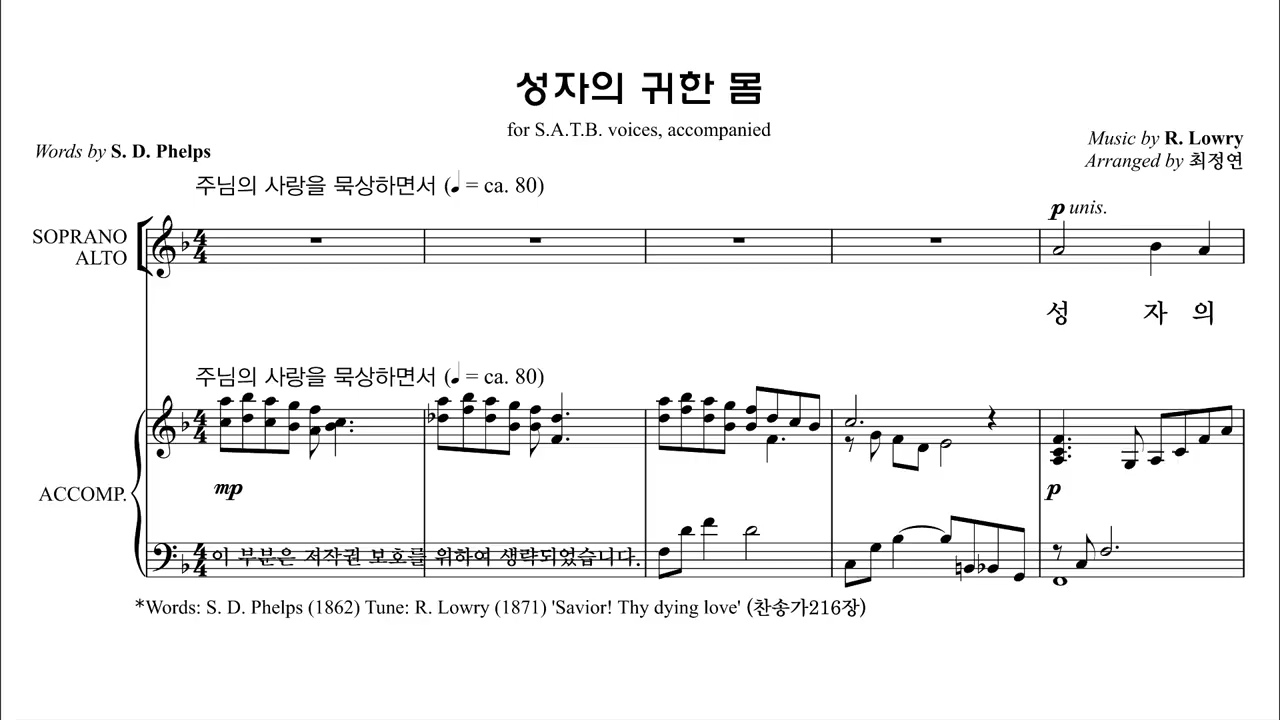 성자의 귀한 몸
for S.A.T.B. voices, accompanied
Words by S. D. Phelps
Music by R. Lowry
Arranged by 최정연
주님의 사랑을 묵상하면서 (♩ = ca. 80)
p unis.
SOPRANO
ALTO
성 자 의
주님의 사랑을 묵상하면서 (♩ = ca. 80)
mp
p
ACCOMP.
이 부분은 저작권 보호를 위하여 생략되었습니다.
*Words: S. D. Phelps (1862) Tune: R. Lowry (1871) 'Savior! Thy dying love' (찬송가216장)